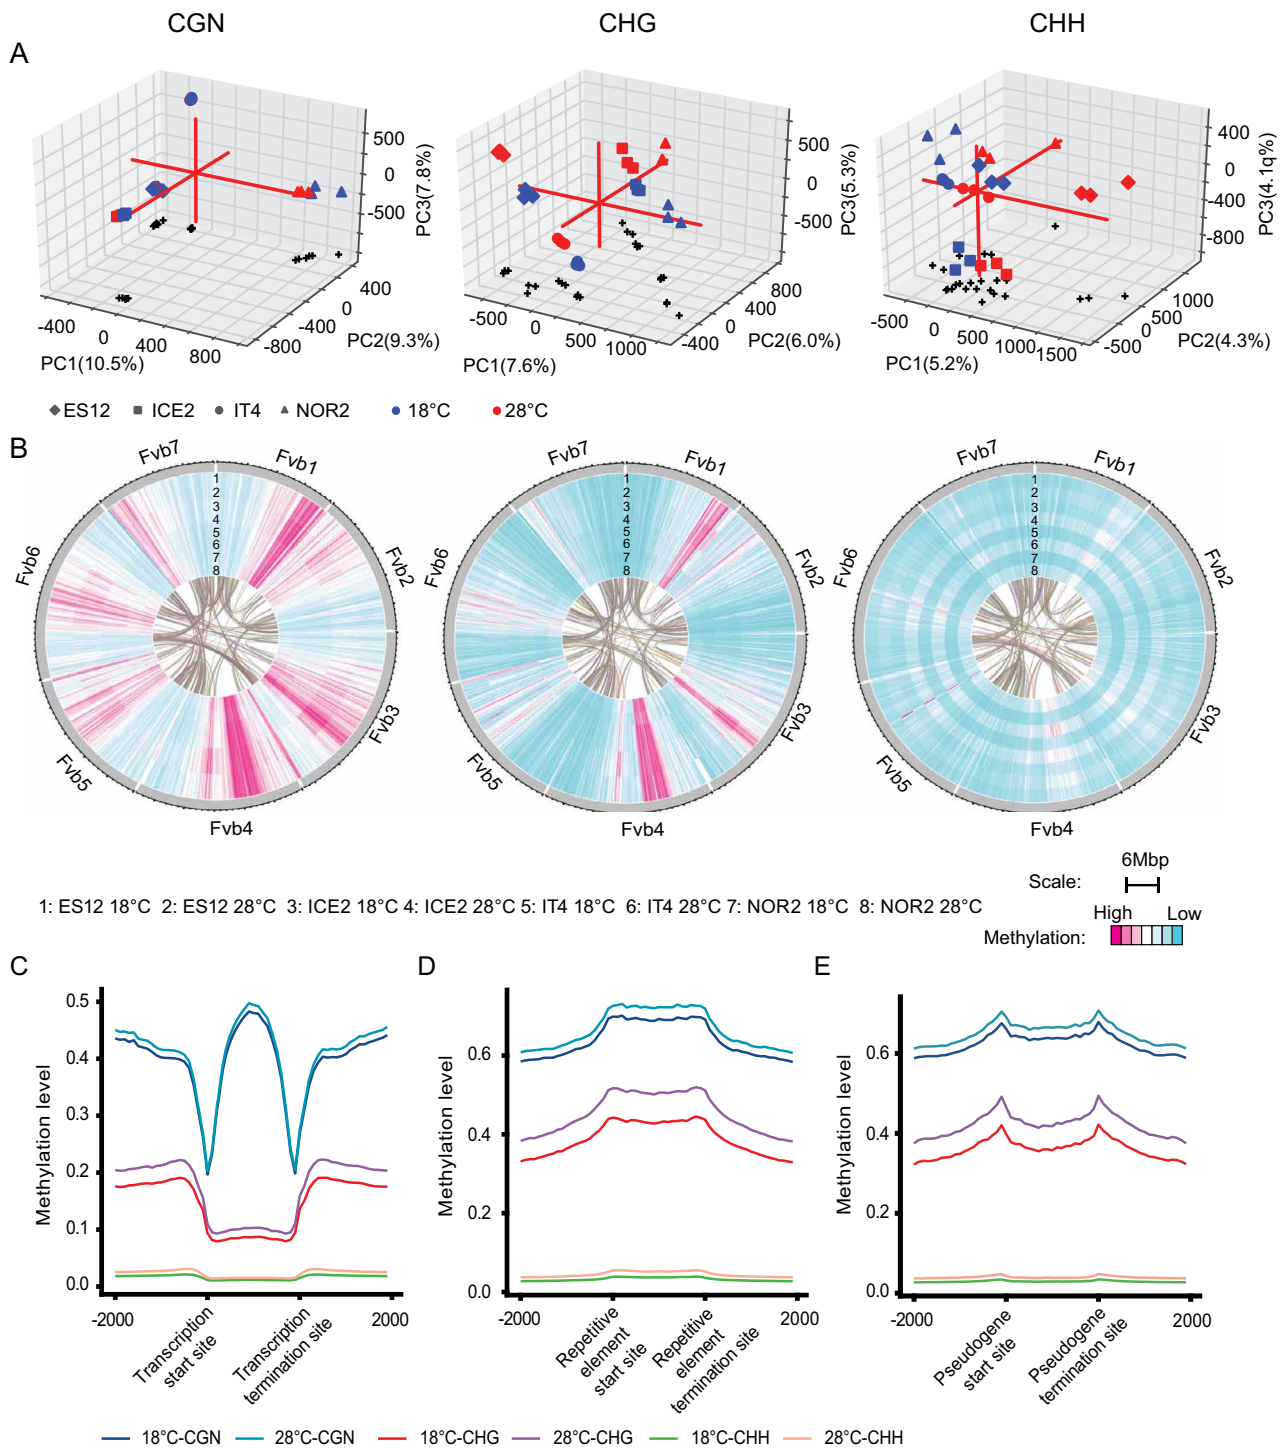 CGN CHG CHH
A
500
0
-500
PC3(7.8%)
400
0
-400
-800
PC2(9.3%)
-400
0
400
800
PC1(10.5%)
500
0
-500
PC3(5.3%)
800
400
0
-400
PC2(6.0%)
-500
0
500
1000
PC1(7.6%)
400
0
-400
-800
PC3(4.1q%)
1000
500
0
-500
PC2(4.3%)
-500
0
500
1000
1500
PC1(5.2%)
ES12 ICE2 IT4 NOR2 18°C 28°C
B
Fvb7 Fvb1 Fvb2 Fvb3 Fvb4 Fvb5 Fvb6
1
2
3
4
5
6
7
8
Fvb7 Fvb1 Fvb2 Fvb3 Fvb4 Fvb5 Fvb6
1
2
3
4
5
6
7
8
Fvb7 Fvb1 Fvb2 Fvb3 Fvb4 Fvb5 Fvb6
1
2
3
4
5
6
7
8
6Mbp
Scale:
1: ES12 18°C 2: ES12 28°C 3: ICE2 18°C 4: ICE2 28°C 5: IT4 18°C 6: IT4 28°C 7: NOR2 18°C 8: NOR2 28°C
High Low
Methylation:
C
Methylation level
0.5
0.4
0.3
0.2
0.1
0.0
-2000
Transcription
start site
Transcription
termination site
2000
D
Methylation level
0.6
0.4
0.2
0.0
-2000
Repetitive
element
start site
Repetitive
element
termination site
2000
E
Methylation level
0.6
0.4
0.2
0.0
-2000
Pseudogene
start site
Pseudogene
termination site
2000
18°C-CGN 28°C-CGN 18°C-CHG 28°C-CHG 18°C-CHH 28°C-CHH